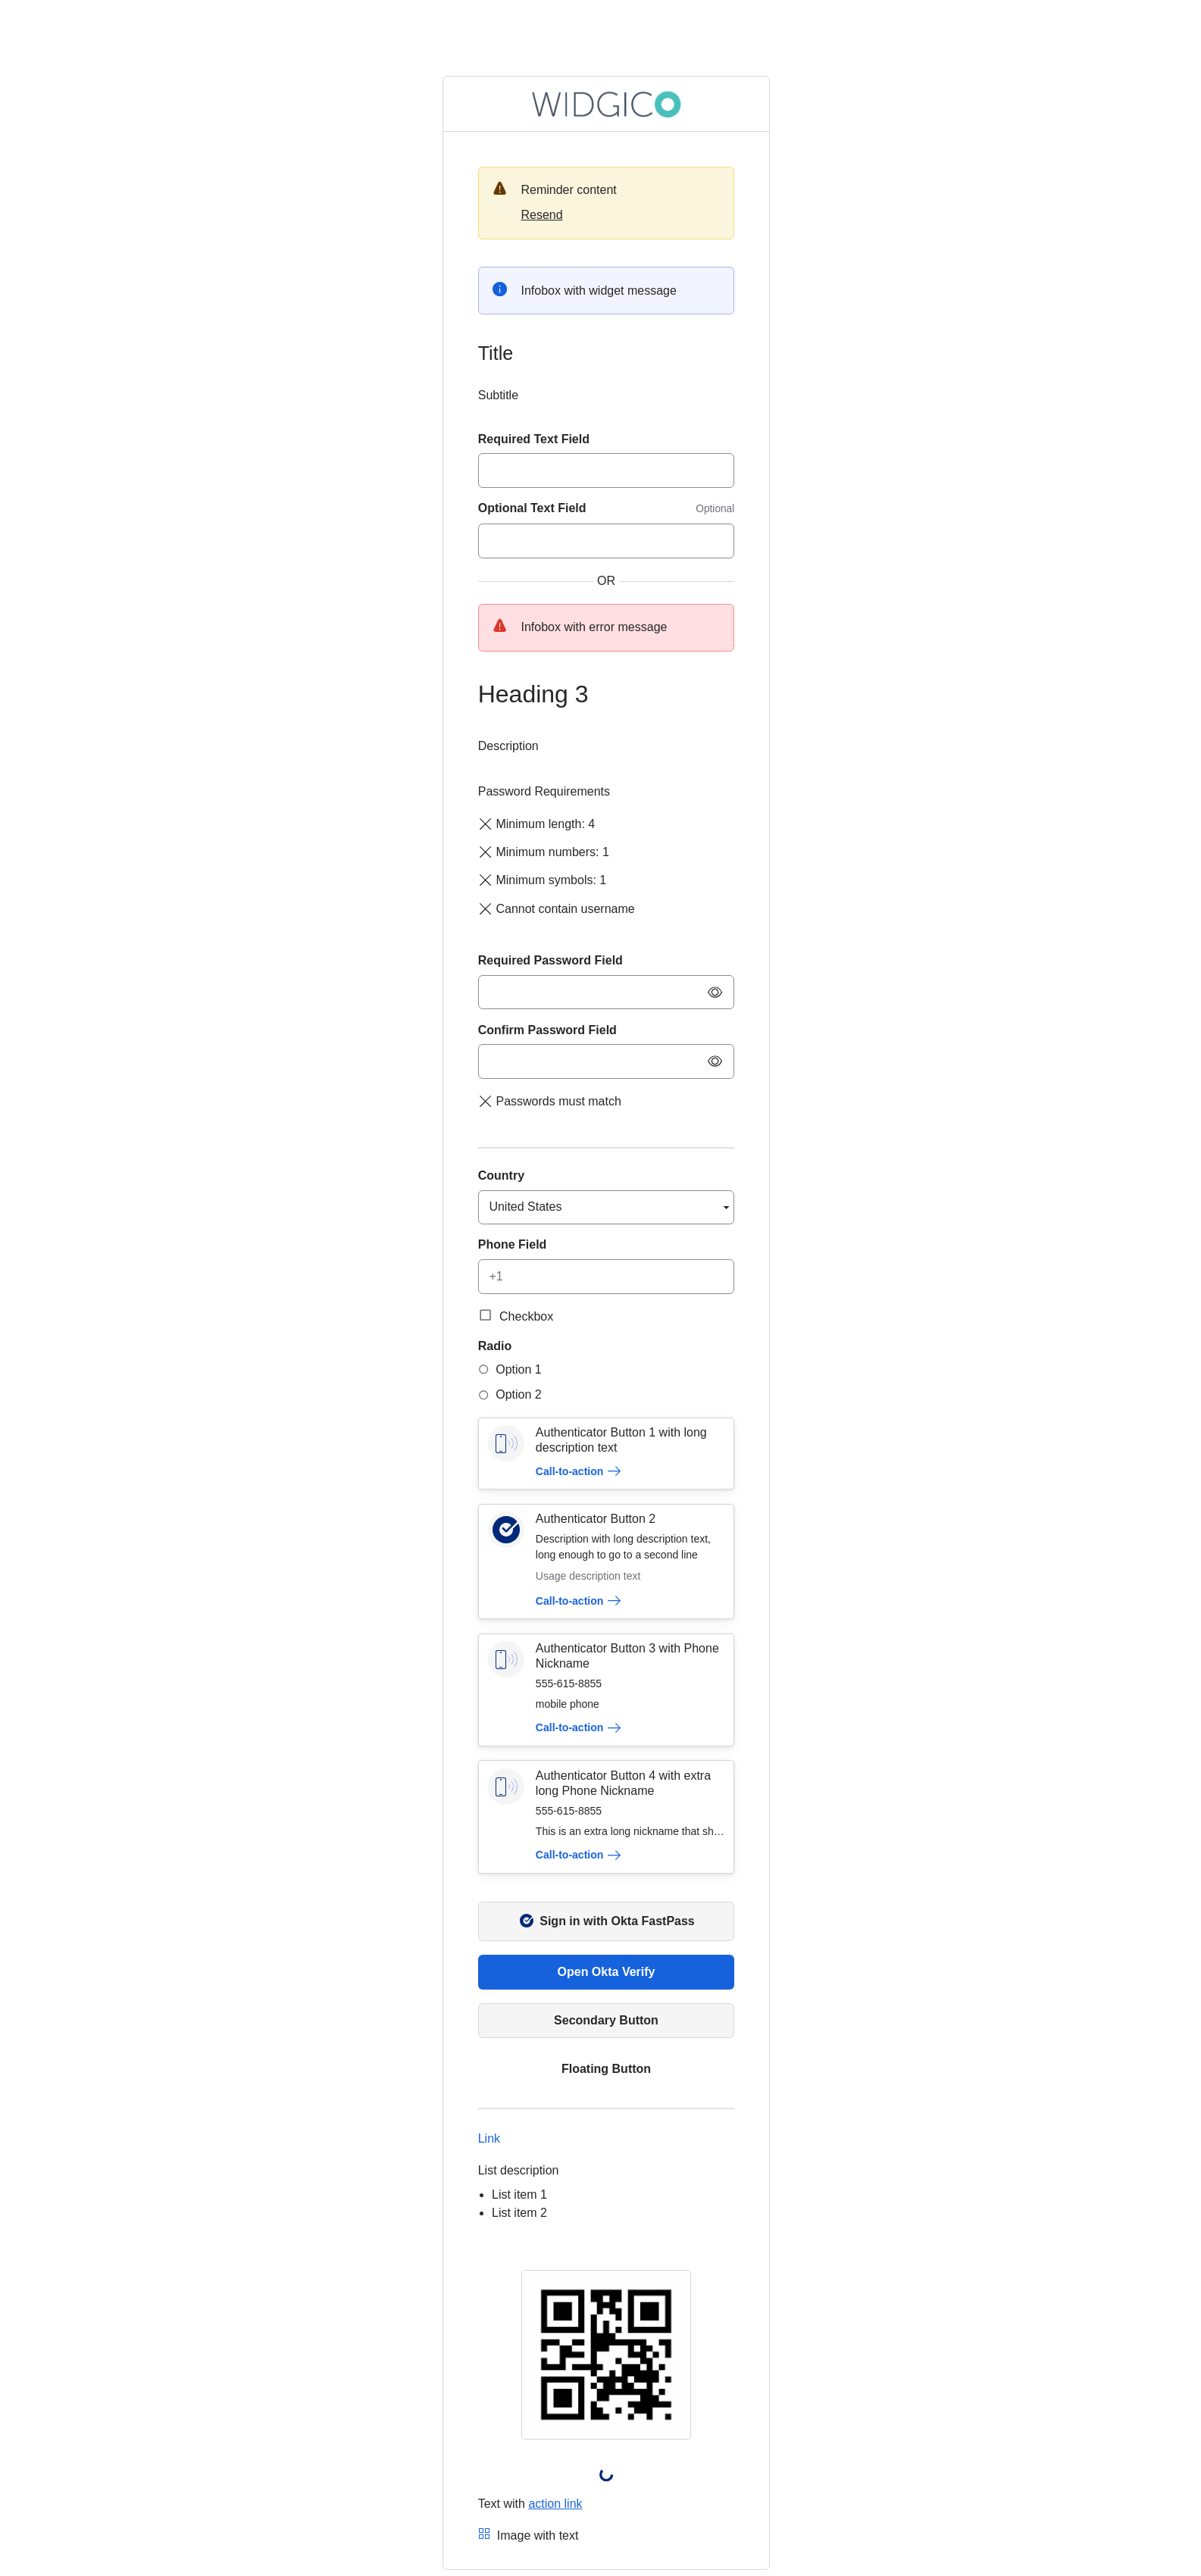 WIDGICO
Reminder content
Resend
Infobox with widget message
Title
Subtitle
Required Text Field
Optional Text Field Optional
OR
Infobox with error message
Heading 3
Description
Password Requirements
Minimum length: 4
Minimum numbers: 1
Minimum symbols: 1
Cannot contain username
Required Password Field
Confirm Password Field
Passwords must match
Country
United States
Phone Field
+1
Checkbox
Radio
Option 1
Option 2
Authenticator Button 1 with long
description text
Call-to-action
Authenticator Button 2
Description with long description text,
long enough to go to a second line
Usage description text
Call-to-action
Authenticator Button 3 with Phone
Nickname
555-615-8855
mobile phone
Call-to-action
Authenticator Button 4 with extra
long Phone Nickname
555-615-8855
This is an extra long nickname that sh…
Call-to-action
Sign in with Okta FastPass
Open Okta Verify
Secondary Button
Floating Button
Link
List description
• List item 1
• List item 2
Text with action link
Image with text